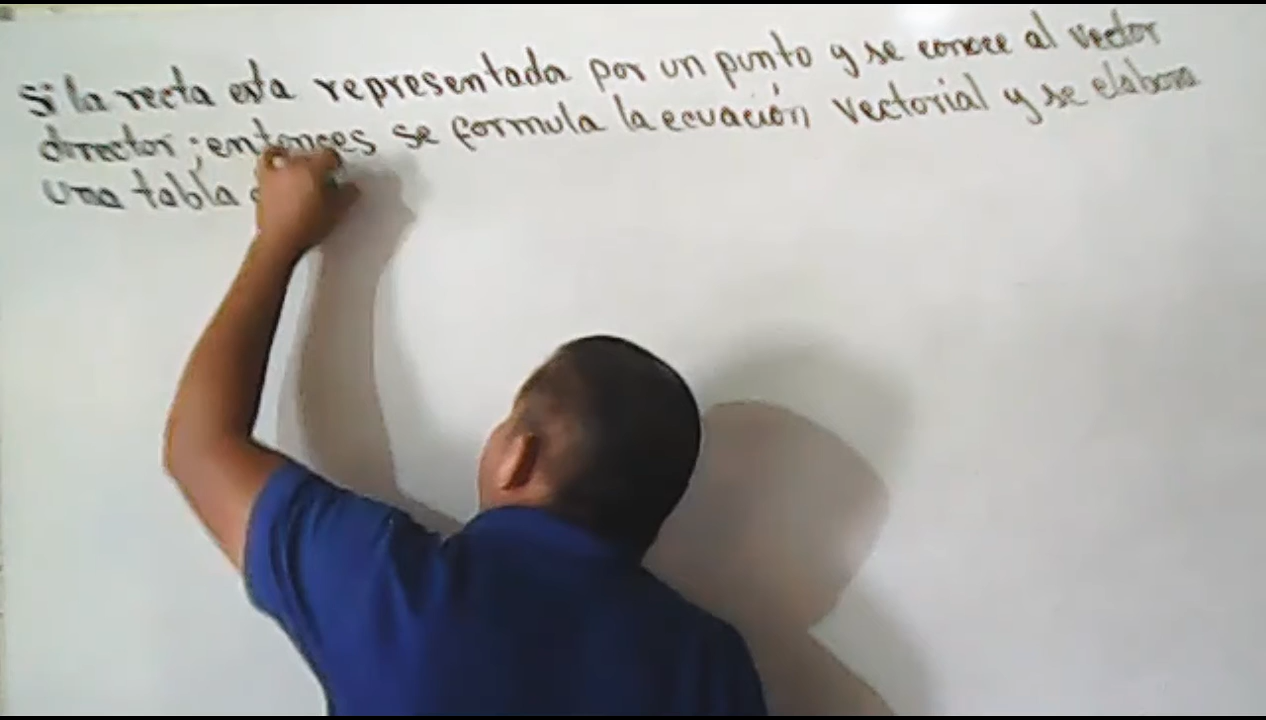 Si la recta esta representada por un punto y se conoce al vector
director; entonces se formula la ecuación vectorial y se elabora
una tabla